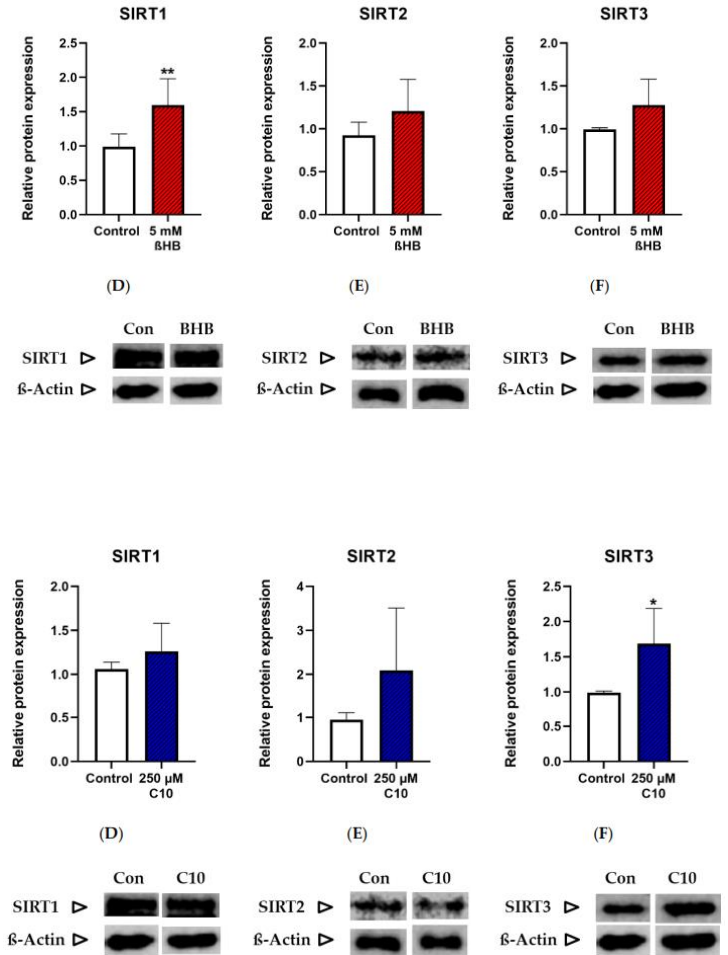 SIRT1
Relative protein expression
2.5
2.0
1.5
1.0
0.5
0.0
**
Control 5 mM
ßHB
(D)
SIRT2
Relative protein expression
2.0
1.5
1.0
0.5
0.0
Control 5 mM
ßHB
(E)
SIRT3
Relative protein expression
2.0
1.5
1.0
0.5
0.0
Control 5 mM
ßHB
(F)
Con BHB
SIRT1
ß-Actin
Con BHB
SIRT2
ß-Actin
Con BHB
SIRT3
ß-Actin
SIRT1
Relative protein expression
2.0
1.5
1.0
0.5
0.0
Control 250 µM
C10
(D)
SIRT2
Relative protein expression
4
3
2
1
0
Control 250 µM
C10
(E)
SIRT3
Relative protein expression
2.5
2.0
1.5
1.0
0.5
0.0
*
Control 250 µM
C10
(F)
Con C10
SIRT1
ß-Actin
Con C10
SIRT2
ß-Actin
Con C10
SIRT3
ß-Actin